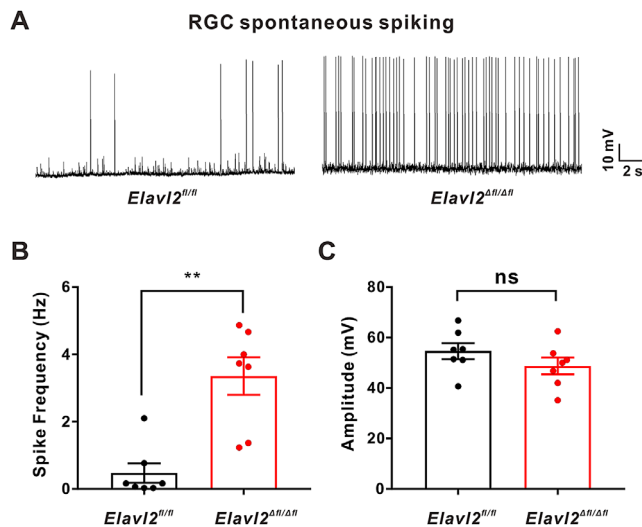 A
RGC spontaneous spiking
10 mV
2 s
Elavl2fl/fl
Elavl2Δfl/Δfl
B
**
Spike Frequency (Hz)
6
4
2
0
Elavl2fl/fl
Elavl2Δfl/Δfl
C
ns
Amplitude (mV)
80
60
40
20
0
Elavl2fl/fl
Elavl2Δfl/Δfl